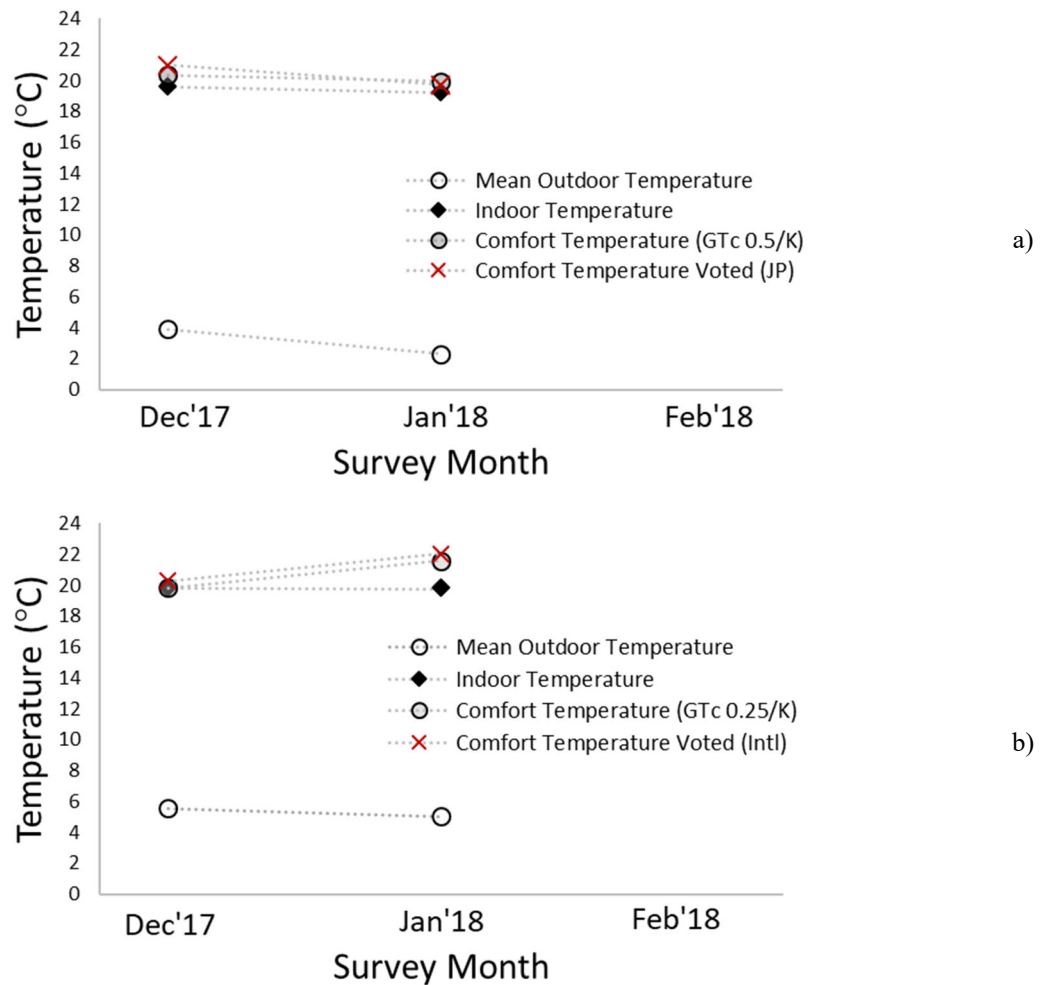 24
22
20
18
16
14
12
10
8
6
4
2
0
Temperature (°C)
Mean Outdoor Temperature
Indoor Temperature
Comfort Temperature (GTc 0.5/K)
Comfort Temperature Voted (JP)
a)
Dec'17 Jan'18 Feb'18
Survey Month
24
22
20
18
16
14
12
10
8
6
4
2
0
Temperature (°C)
Mean Outdoor Temperature
Indoor Temperature
Comfort Temperature (GTc 0.25/K)
Comfort Temperature Voted (Intl)
b)
Dec'17 Jan'18 Feb'18
Survey Month